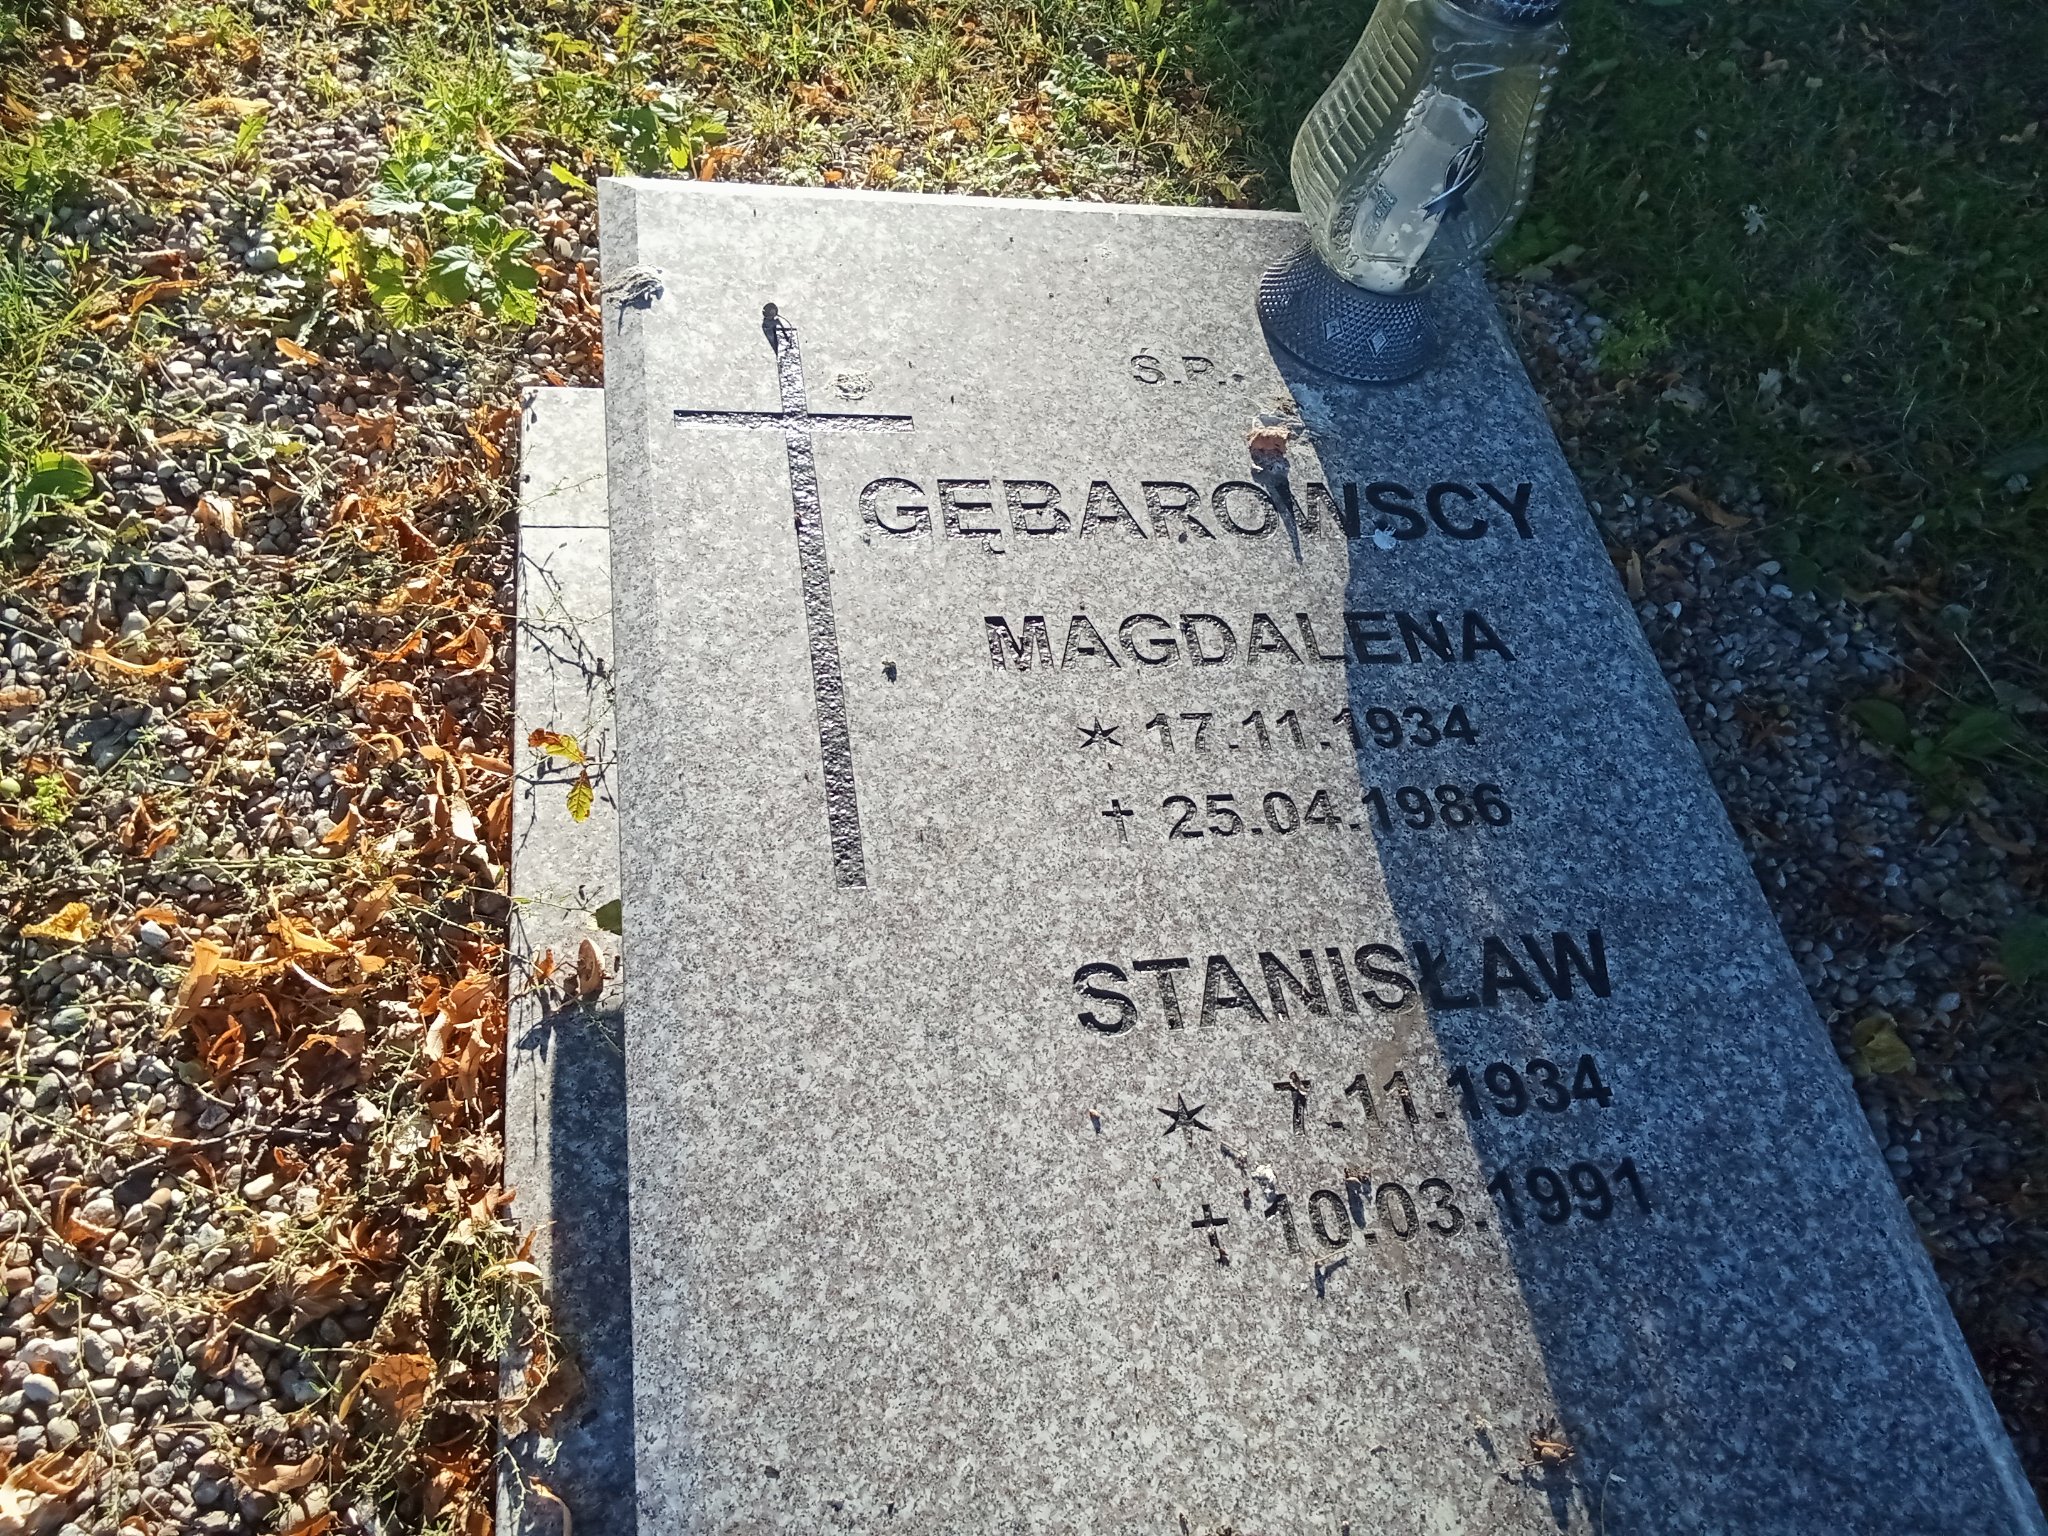 Ś.P.
GĘBAROWSCY
MAGDALENA
* 17.11.1934
† 25.04.1986
STANISŁAW
* 7.11.1934
† 10.03.1991